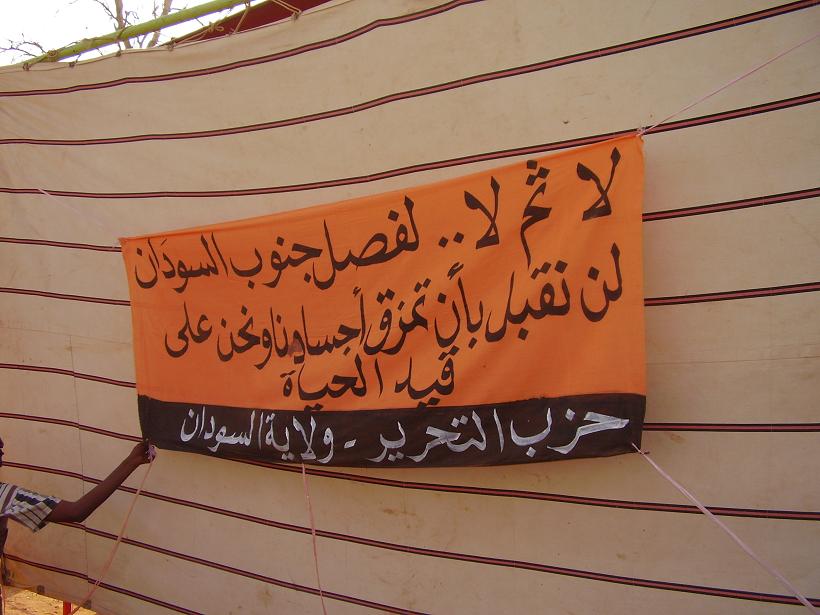 لا ثم لا.. لفصل جنوب السودان
لن نقبل بأن تمزق أجسادنا ونحن على
قيد الحياة
حزب التحرير - ولاية السودان